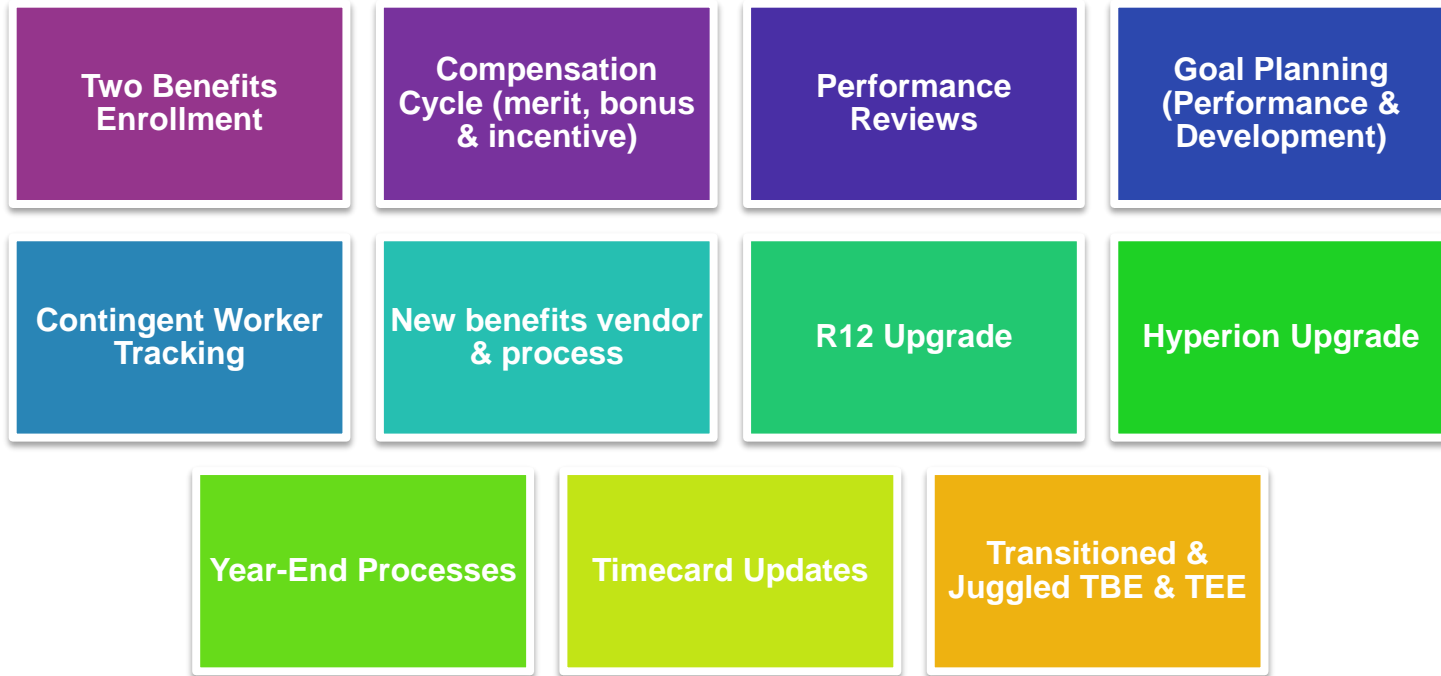 Two Benefits
Enrollment
Compensation
Cycle (merit, bonus
& incentive)
Performance
Reviews
Goal Planning
(Performance &
Development)
Contingent Worker
Tracking
New benefits vendor
& process
R12 Upgrade
Hyperion Upgrade
Year-End Processes
Timecard Updates
Transitioned &
Juggled TBE & TEE